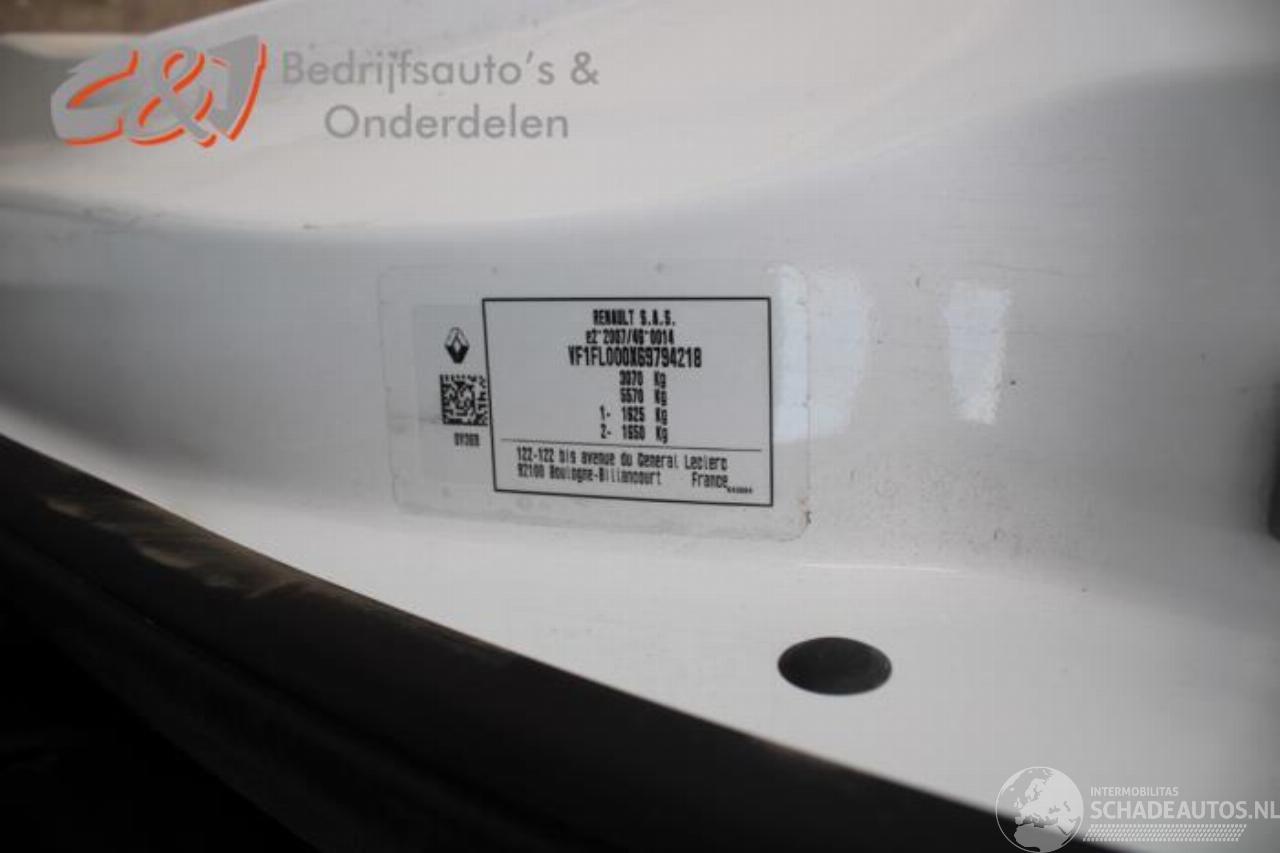 C&J Bedrijfsauto's &
Onderdelen
RENAULT S.A.S.
e2*2007/46*0014
VF1FL000X69794218
3070 Kg
5570 Kg
1- 1625 Kg
2- 1650 Kg
122-122 bis avenue du General Leclerc
92100 Boulogne-Billancourt France
INTERMOBILITAS
SCHADEAUTOS.NL